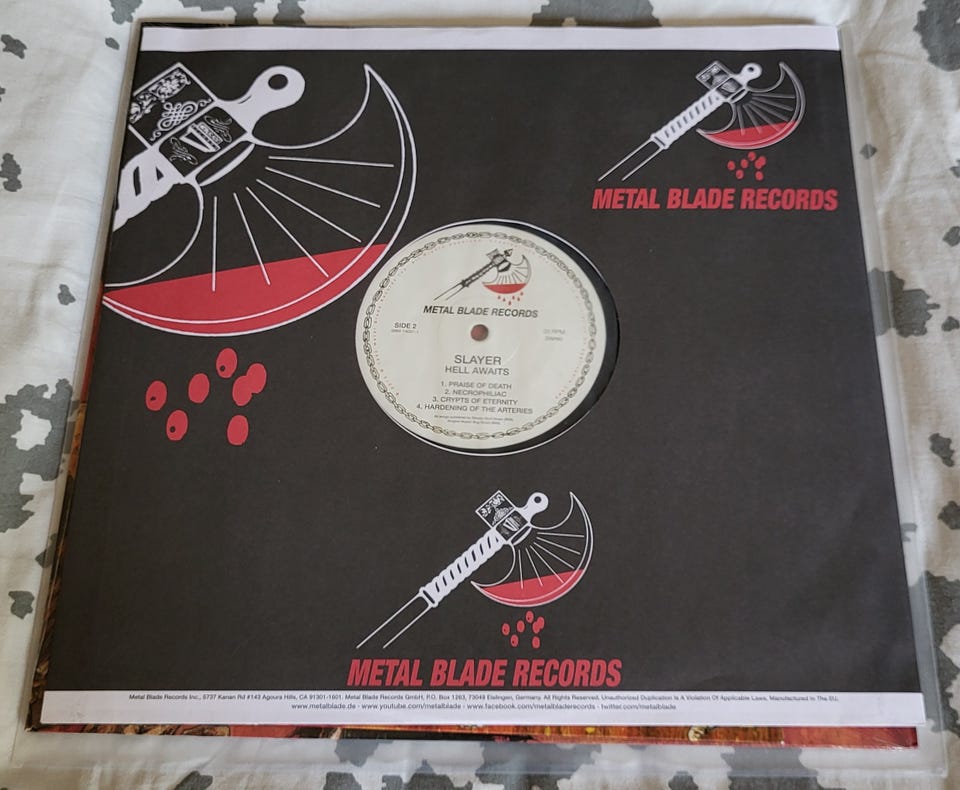 METAL BLADE RECORDS
METAL BLADE RECORDS
SIDE 2
33 RPM
Stereo
SLAYER
HELL AWAITS
1. PRAISE OF DEATH
2. NECROPHILIAC
3. CRYPTS OF ETERNITY
4. HARDENING OF THE ARTERIES
METAL BLADE RECORDS
Metal Blade Records Inc., 5737 Kanan Rd #143 Agoura Hills, CA 91301-1601. Metal Blade Records GmbH, P.O. Box 1263, 73049 Eislingen, Germany. All Rights Reserved. Unauthorized Duplication Is A Violation Of Applicable Laws. Manufactured In The EU.
www.metalblade.de - www.youtube.com/metalblade - www.facebook.com/metalbladerecords - twitter.com/metalblade